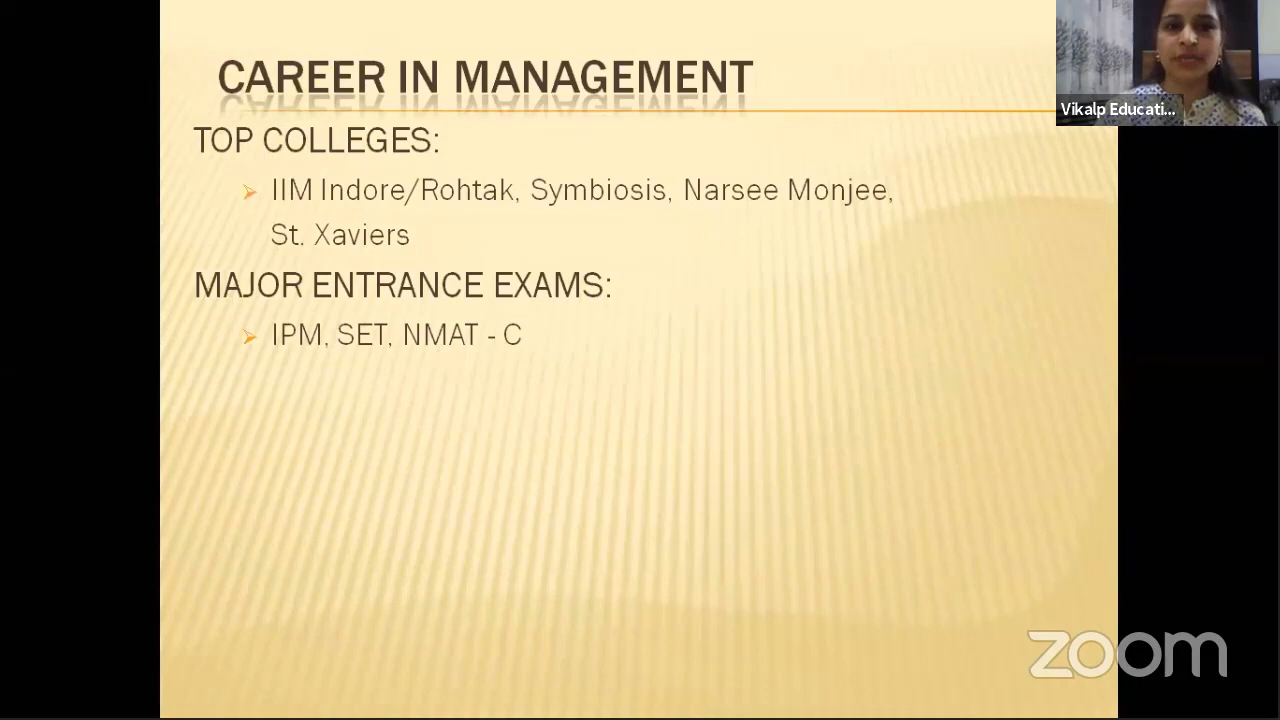 CAREER IN MANAGEMENT
TOP COLLEGES:
IIM Indore/Rohtak, Symbiosis, Narsee Monjee,
St. Xaviers
MAJOR ENTRANCE EXAMS:
IPM, SET, NMAT - C
Vikalp Educati...
zoom